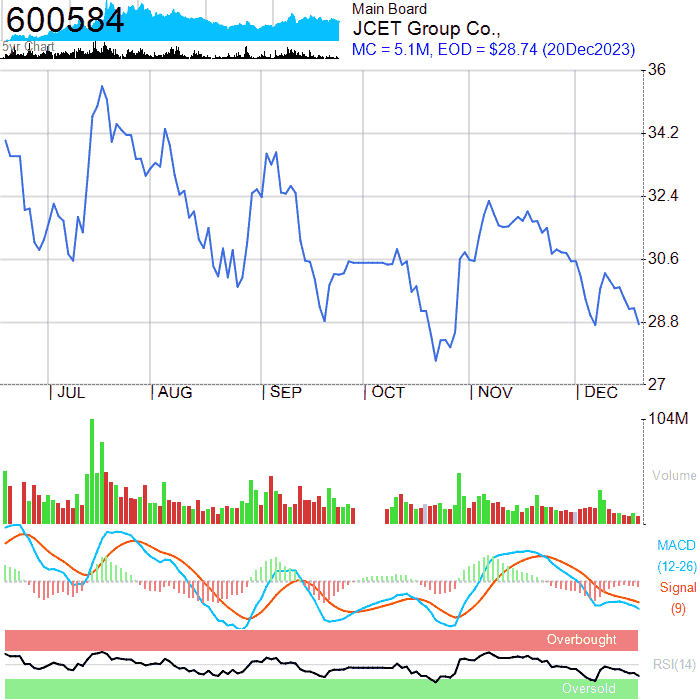 600584
5yr Chart
Main Board
JCET Group Co.,
MC = 5.1M, EOD = $28.74 (20Dec2023)
36
34.2
32.4
30.6
28.8
27
| JUL | AUG | SEP | OCT | NOV | DEC
104M
Volume
MACD
(12-26)
Signal
(9)
Overbought
RSI(14)
Oversold